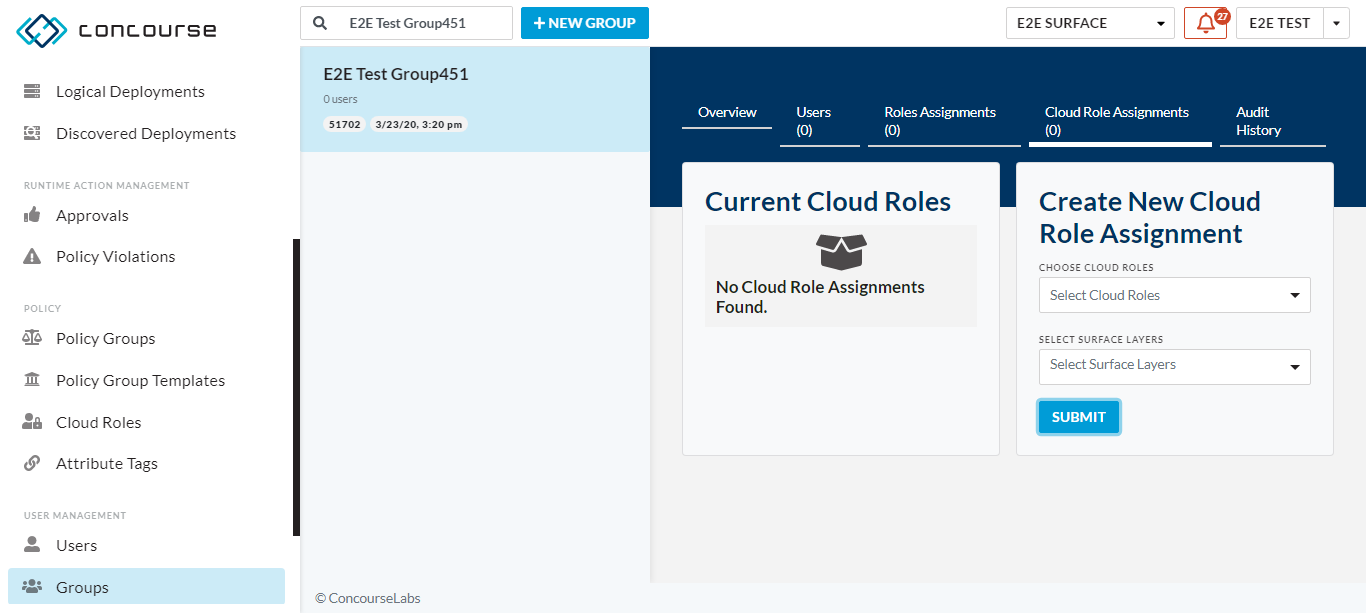 concourse
E2E Test Group451
+ NEW GROUP
E2E SURFACE
27
E2E TEST
Logical Deployments
Discovered Deployments
RUNTIME ACTION MANAGEMENT
Approvals
Policy Violations
POLICY
Policy Groups
Policy Group Templates
Cloud Roles
Attribute Tags
USER MANAGEMENT
Users
Groups
E2E Test Group451
0 users
51702 3/23/20, 3:20 pm
Overview
Users
(0)
Roles Assignments
(0)
Cloud Role Assignments
(0)
Audit
History
Current Cloud Roles
No Cloud Role Assignments
Found.
Create New Cloud
Role Assignment
CHOOSE CLOUD ROLES
Select Cloud Roles
SELECT SURFACE LAYERS
Select Surface Layers
SUBMIT
© ConcourseLabs